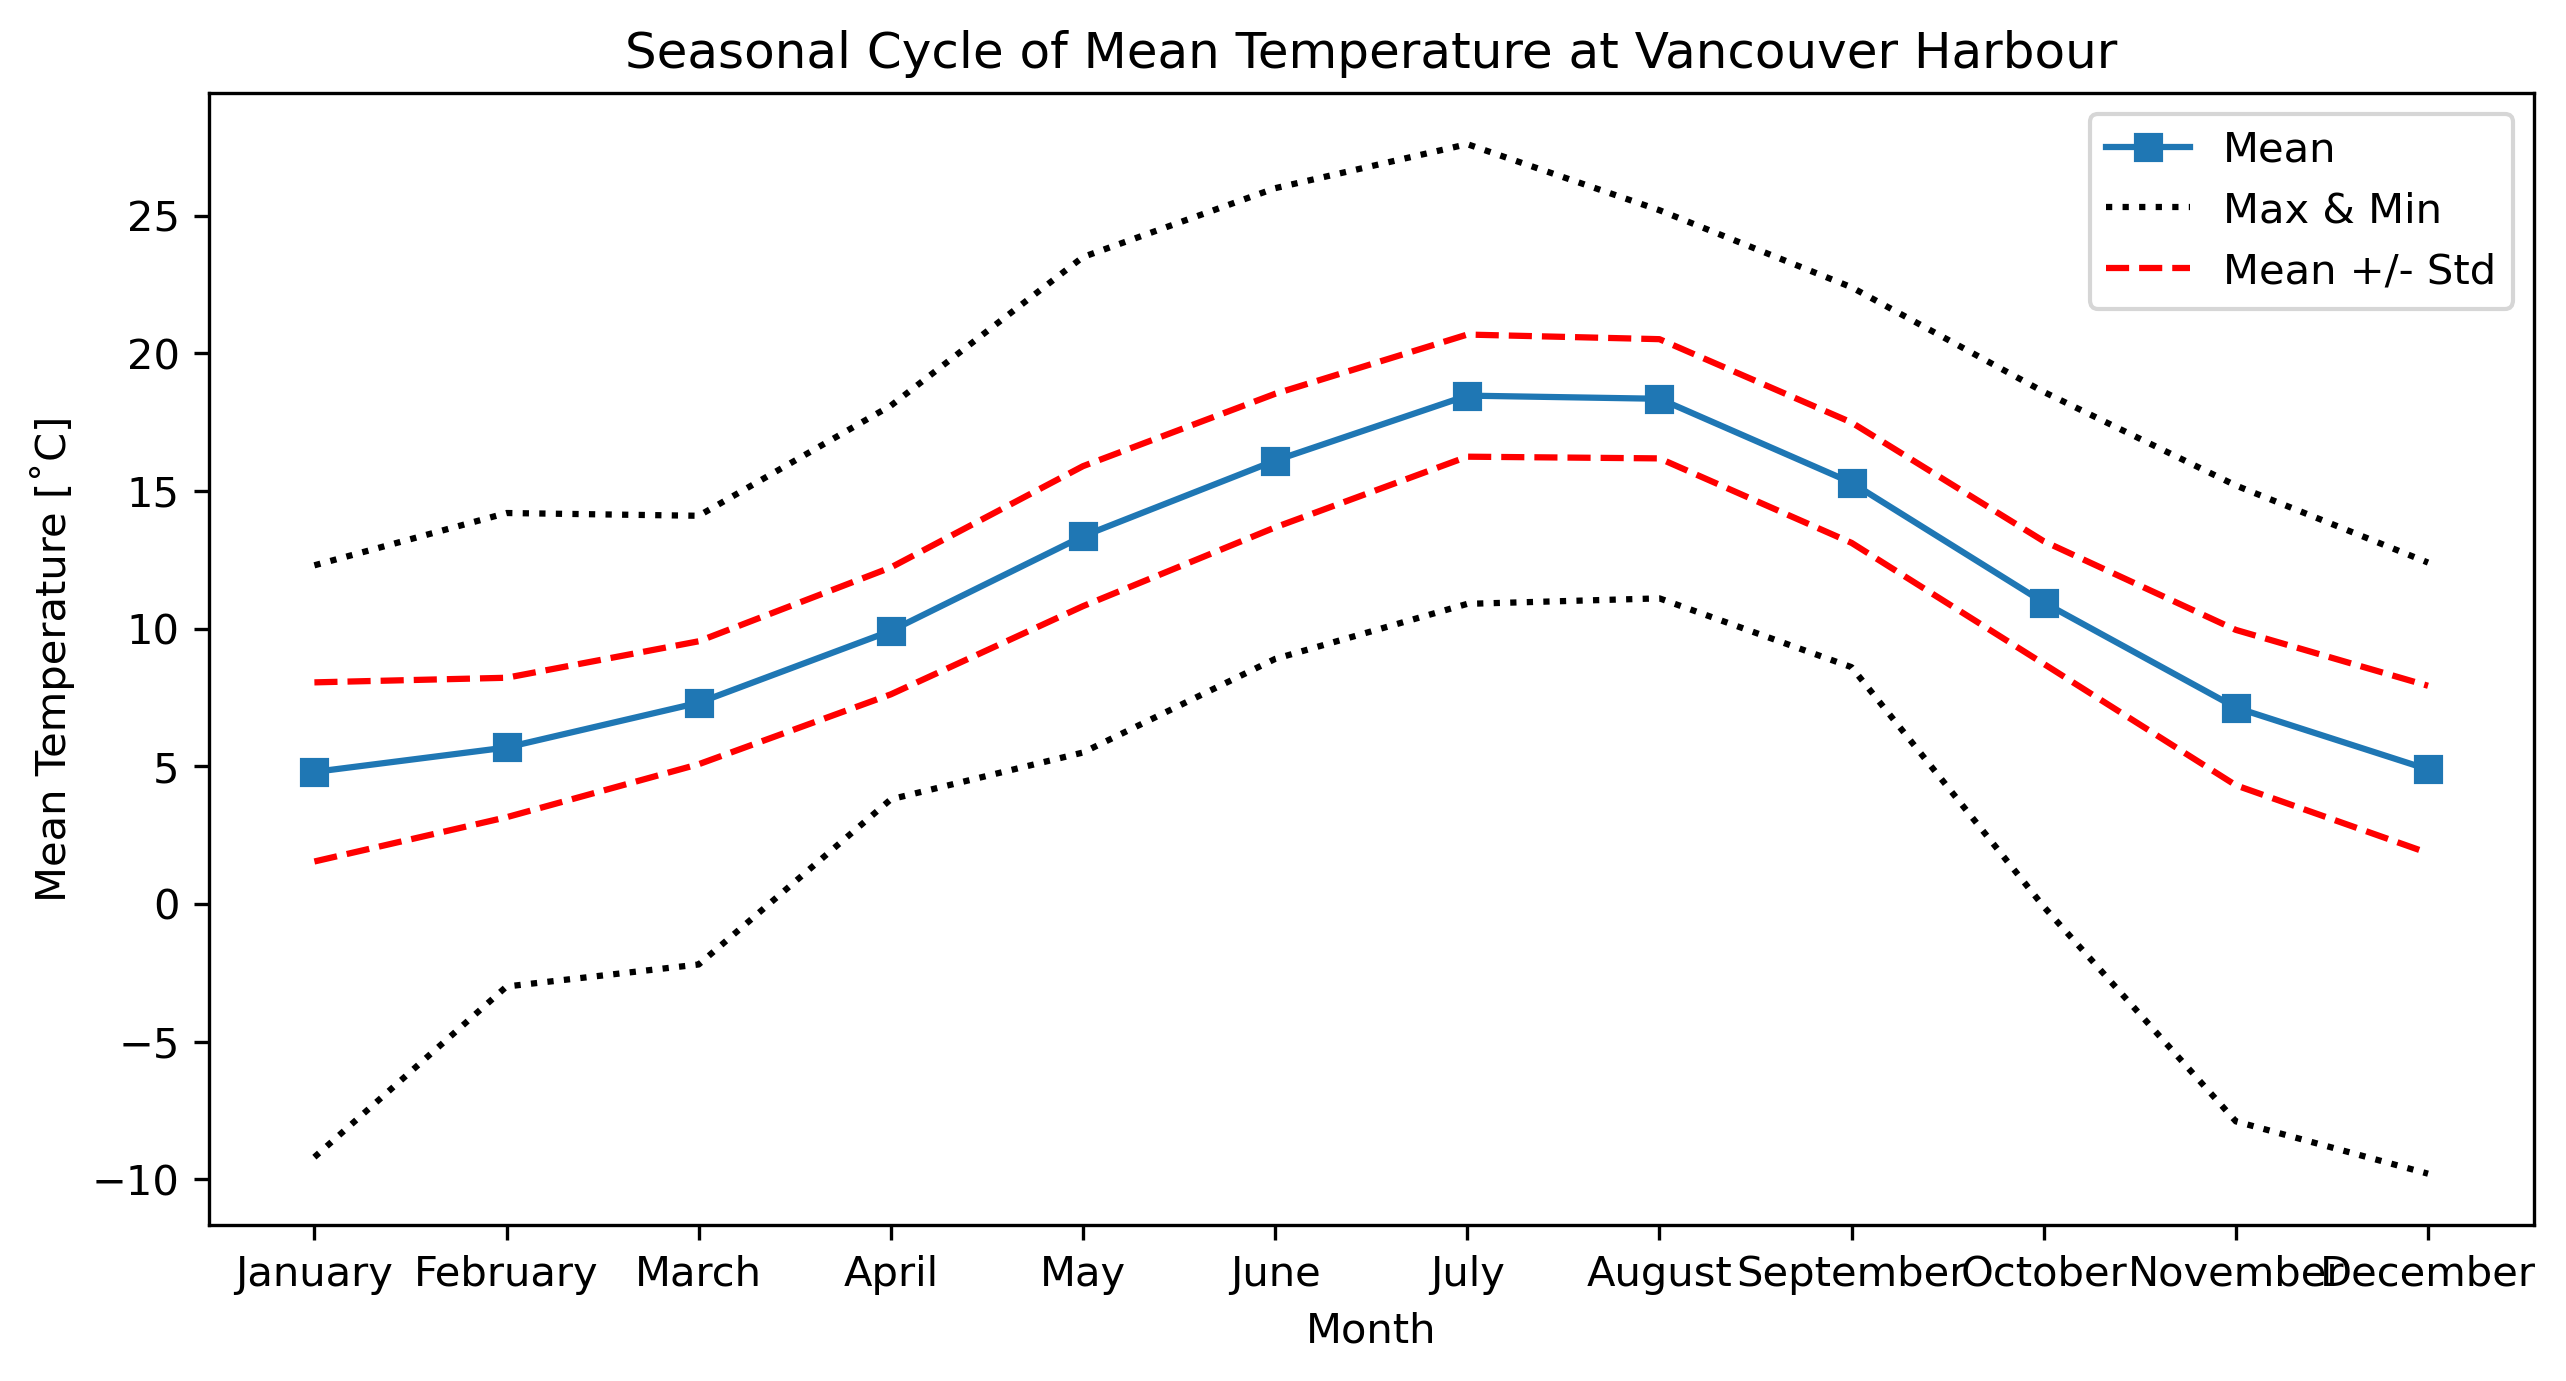 Seasonal Cycle of Mean Temperature at Vancouver Harbour
Mean
Max & Min
Mean +/- Std
25
20
15
10
5
0
−5
−10
Mean Temperature [˚C]
January February March April May June July August September October November December
Month